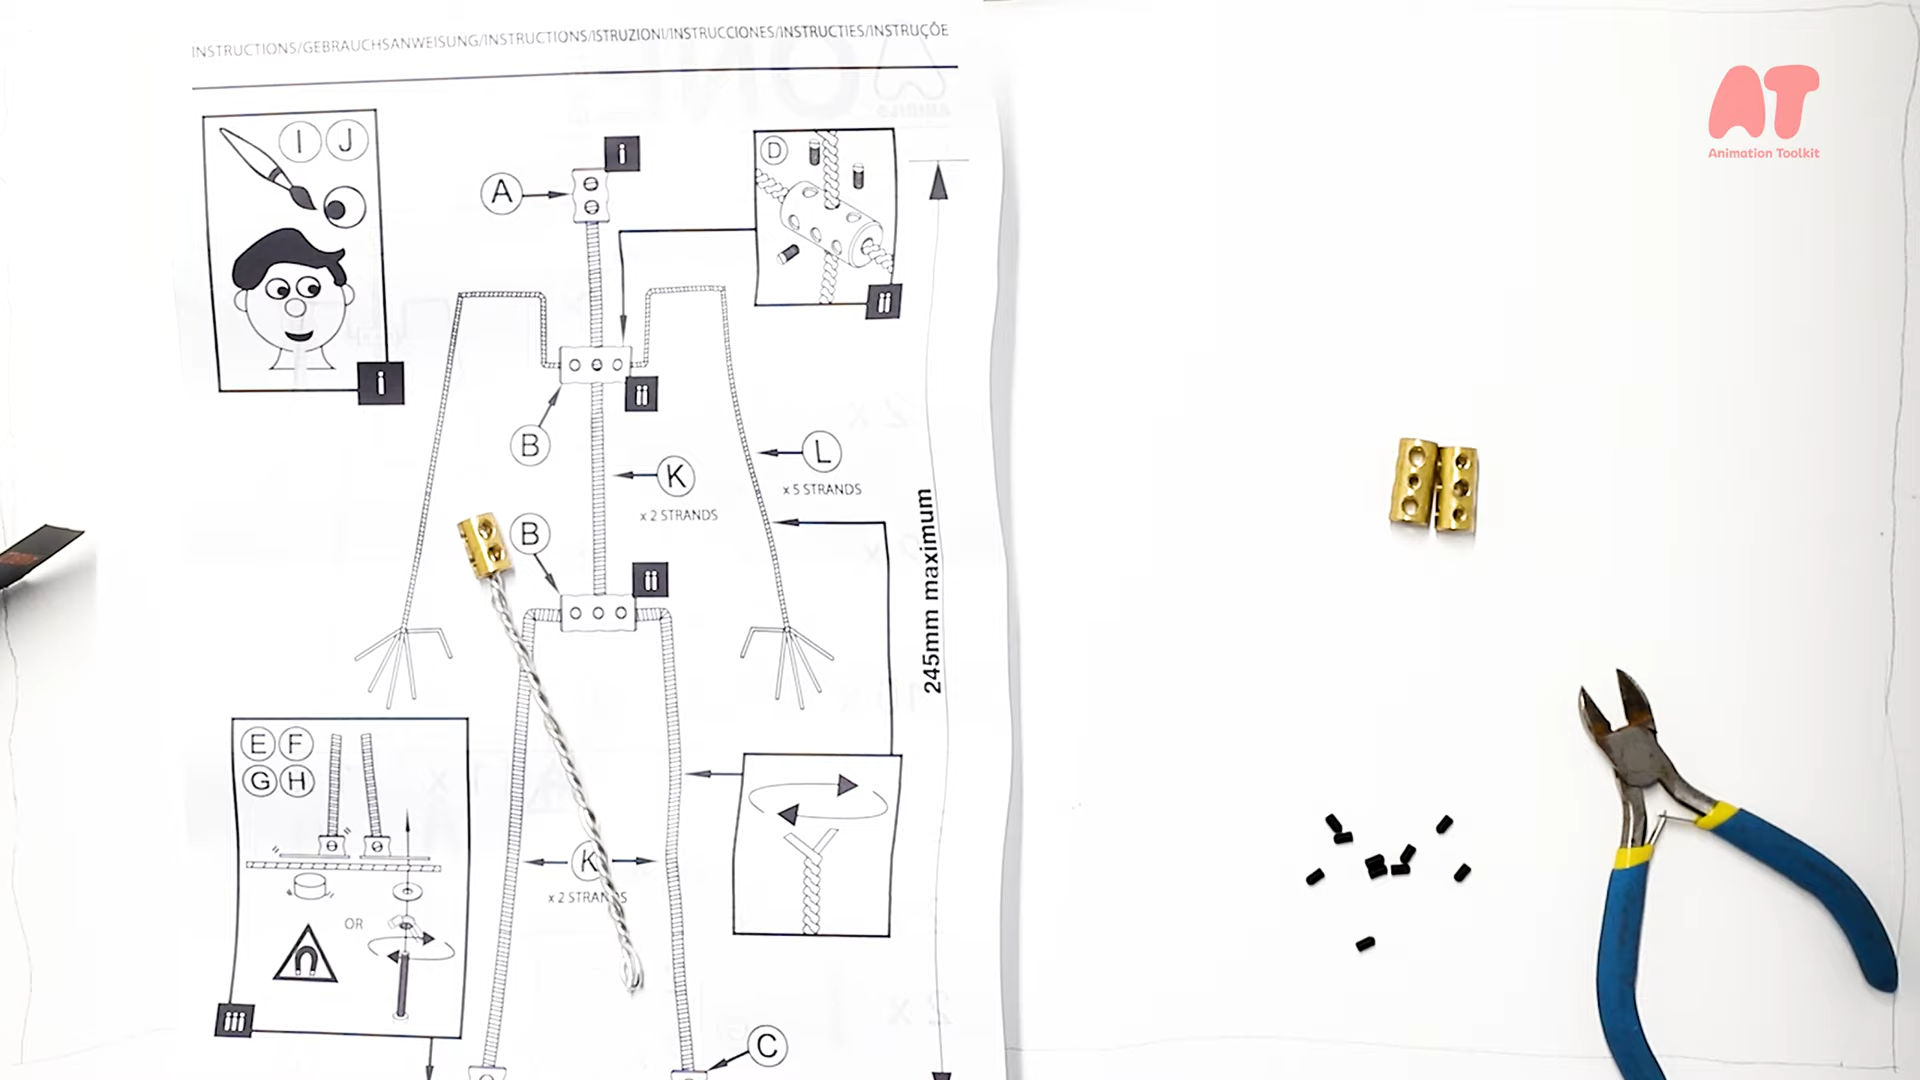 INSTRUCTIONS/GEBRAUCHSANWEISUNG/INSTRUCTIONS/ISTRUZIONI/INSTRUCCIONES/INSTRUCTIES/INSTRUÇÕE
AT
Animation Toolkit
I J
i
A
i
D
ii
B
ii
K
x 2 STRANDS
L
x 5 STRANDS
B
ii
245mm maximum
E F
G H
OR
iii
K
x 2 STRANDS
C